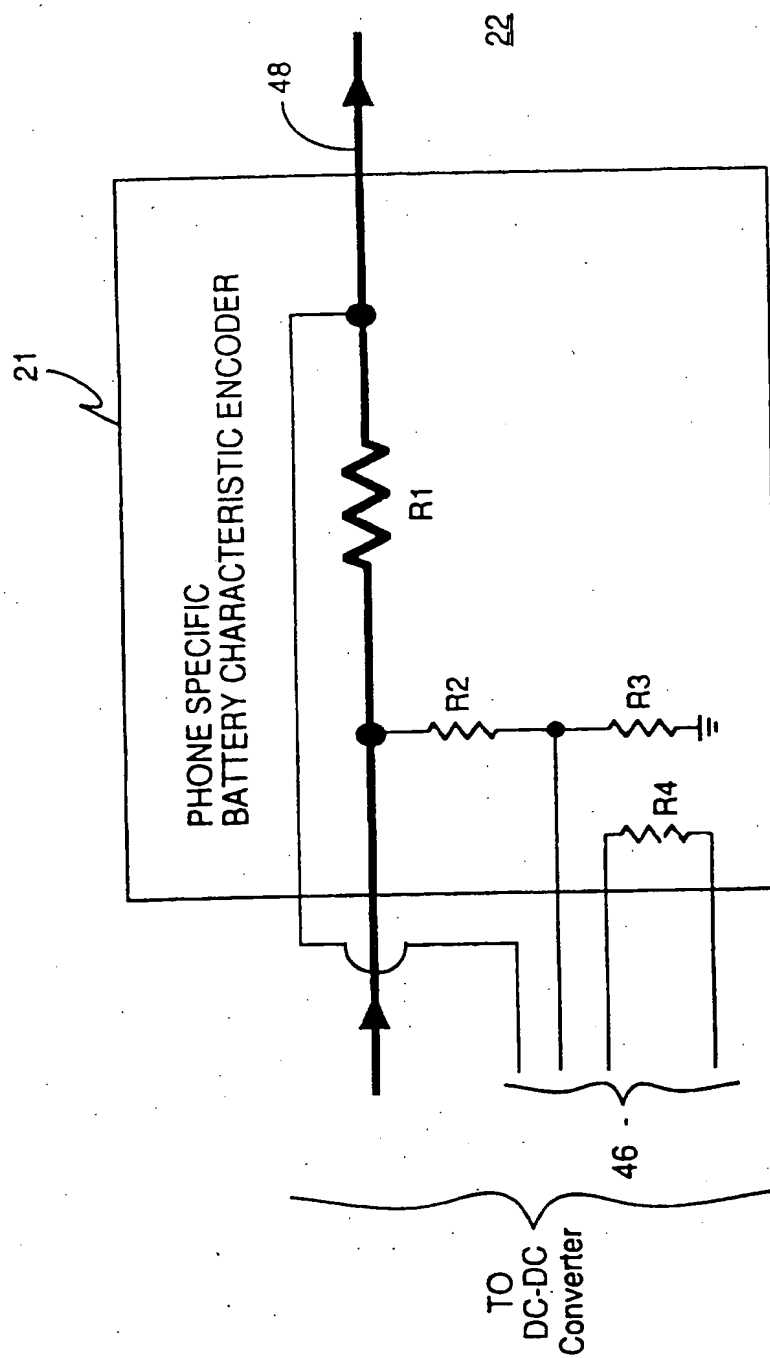 21
PHONE SPECIFIC
BATTERY CHARACTERISTIC ENCODER
48
22
R1
R2
R3
R4
46
TO
DC-DC
Converter